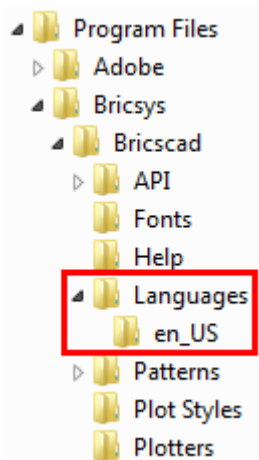 Program Files
Adobe
Bricsys
Bricscad
API
Fonts
Help
Languages
en_US
Patterns
Plot Styles
Plotters